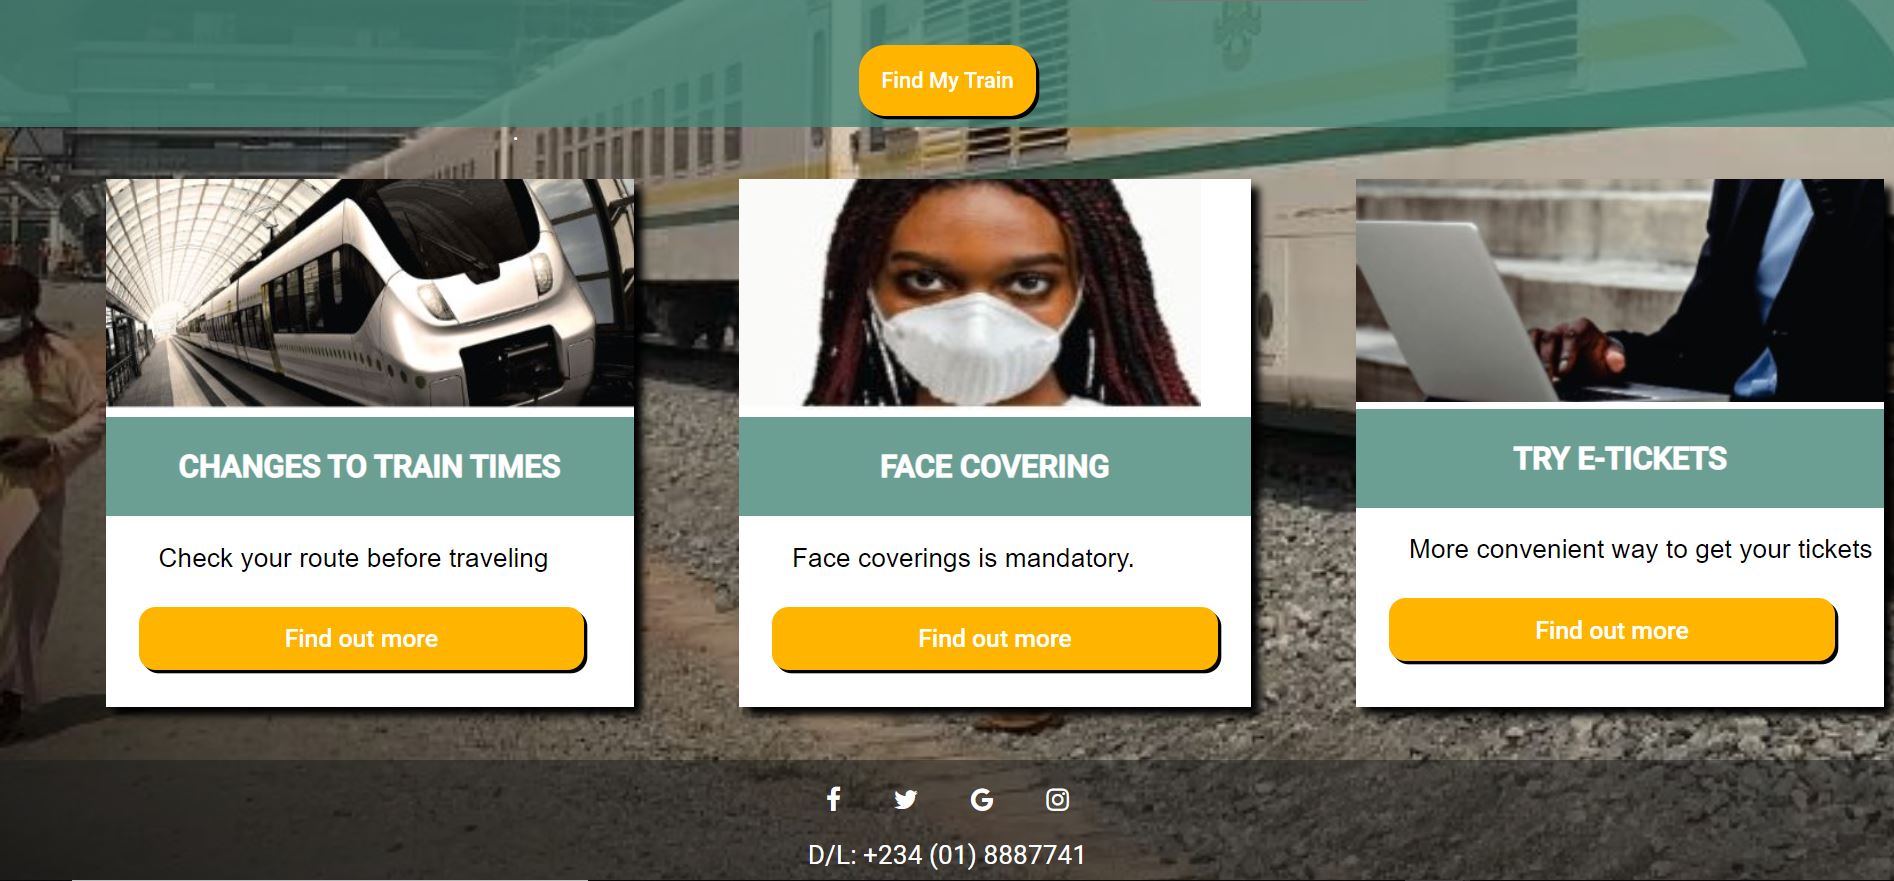 Find My Train
CHANGES TO TRAIN TIMES
Check your route before traveling
Find out more
FACE COVERING
Face coverings is mandatory.
Find out more
TRY E-TICKETS
More convenient way to get your tickets
Find out more
D/L: +234 (01) 8887741